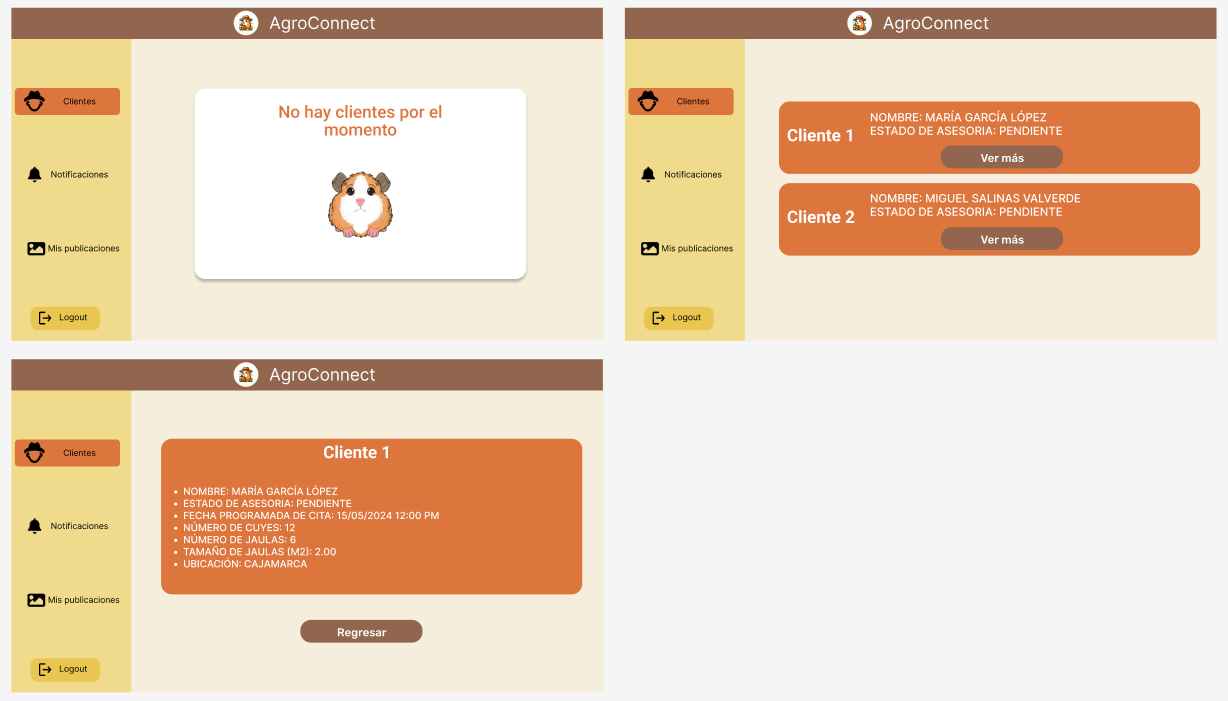 AgroConnect
Clientes
Notificaciones
Mis publicaciones
Logout
No hay clientes por el
momento
AgroConnect
Clientes
Notificaciones
Mis publicaciones
Logout
Cliente 1
NOMBRE: MARÍA GARCÍA LÓPEZ
ESTADO DE ASESORIA: PENDIENTE
Ver más
Cliente 2
NOMBRE: MIGUEL SALINAS VALVERDE
ESTADO DE ASESORIA: PENDIENTE
Ver más
AgroConnect
Clientes
Notificaciones
Mis publicaciones
Logout
Cliente 1
• NOMBRE: MARÍA GARCÍA LÓPEZ
• ESTADO DE ASESORIA: PENDIENTE
• FECHA PROGRAMADA DE CITA: 15/05/2024 12:00 PM
• NÚMERO DE CUYES: 12
• NÚMERO DE JAULAS: 6
• TAMAÑO DE JAULAS (M2): 2.00
• UBICACIÓN: CAJAMARCA
Regresar